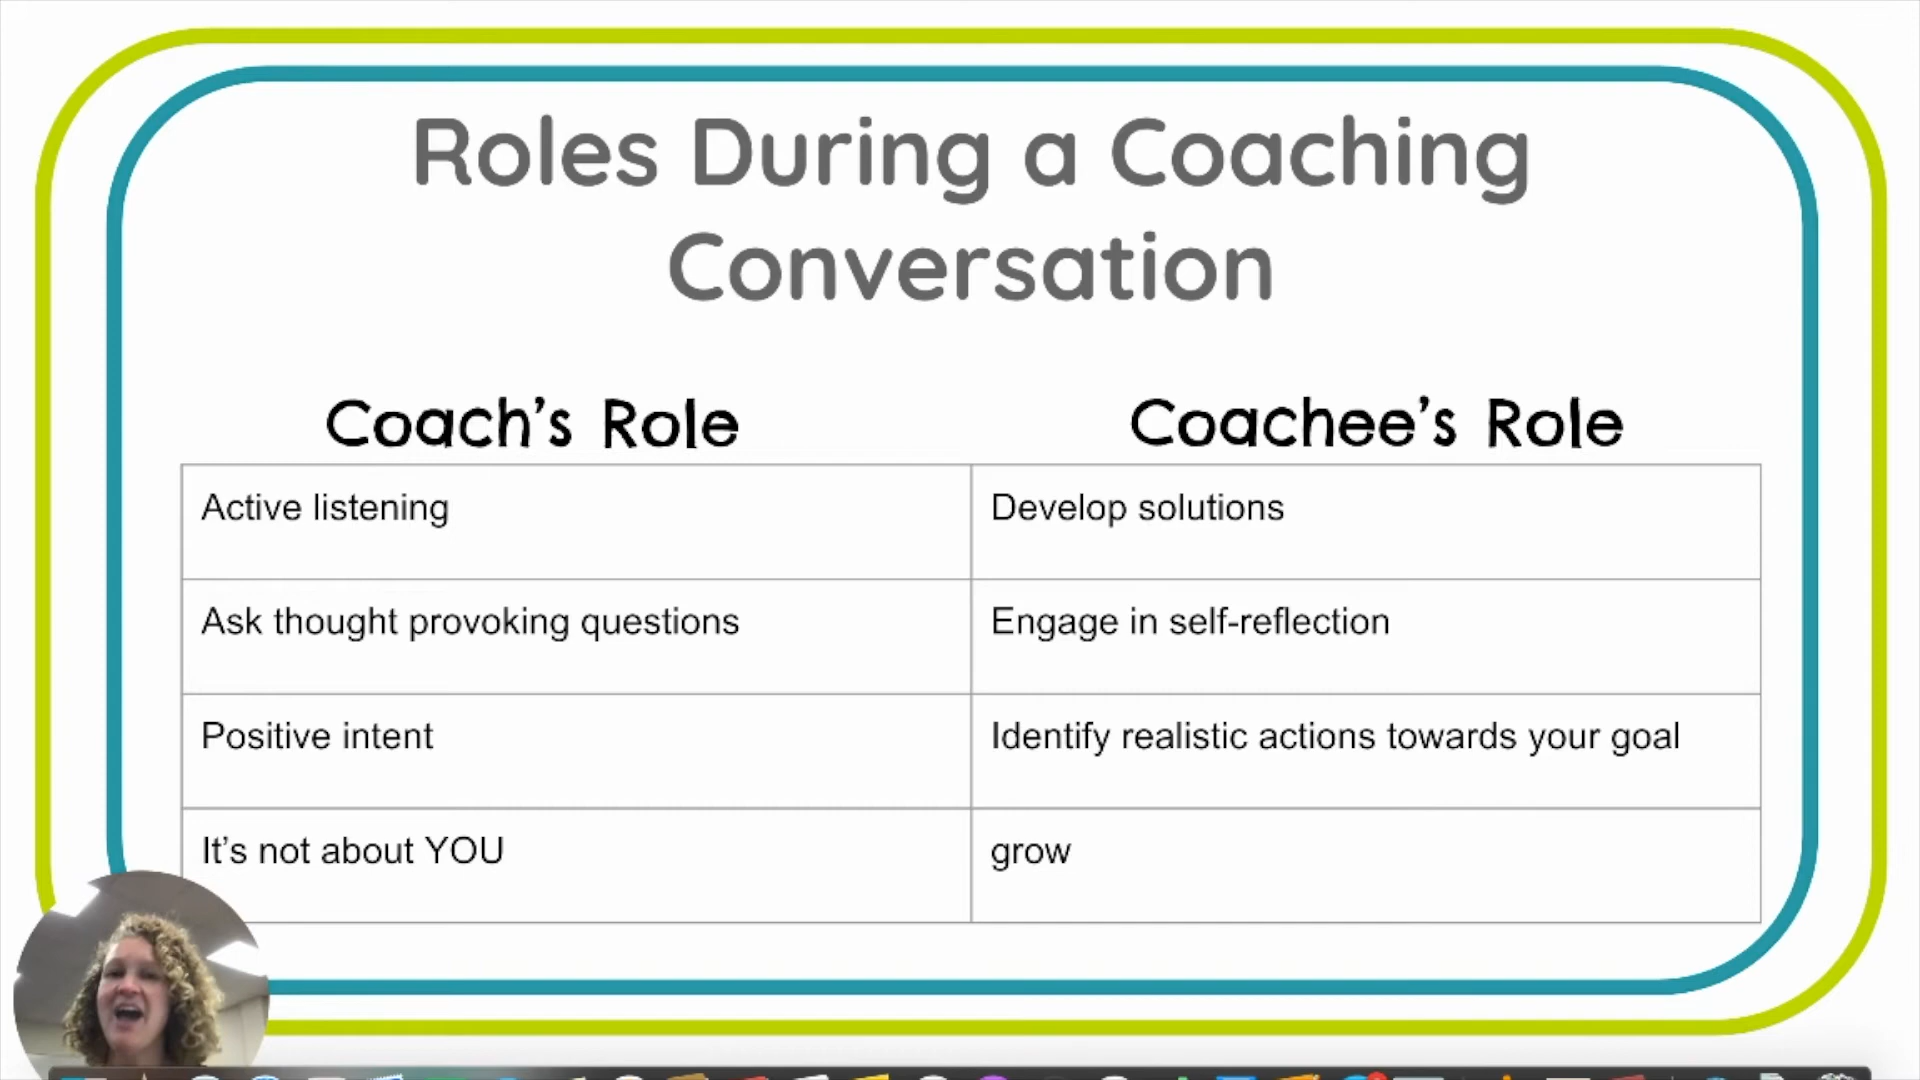 Roles During a Coaching
Conversation
Coach’s Role
Coachee’s Role
Active listening
Develop solutions
Ask thought provoking questions
Engage in self-reflection
Positive intent
Identify realistic actions towards your goal
It’s not about YOU
grow